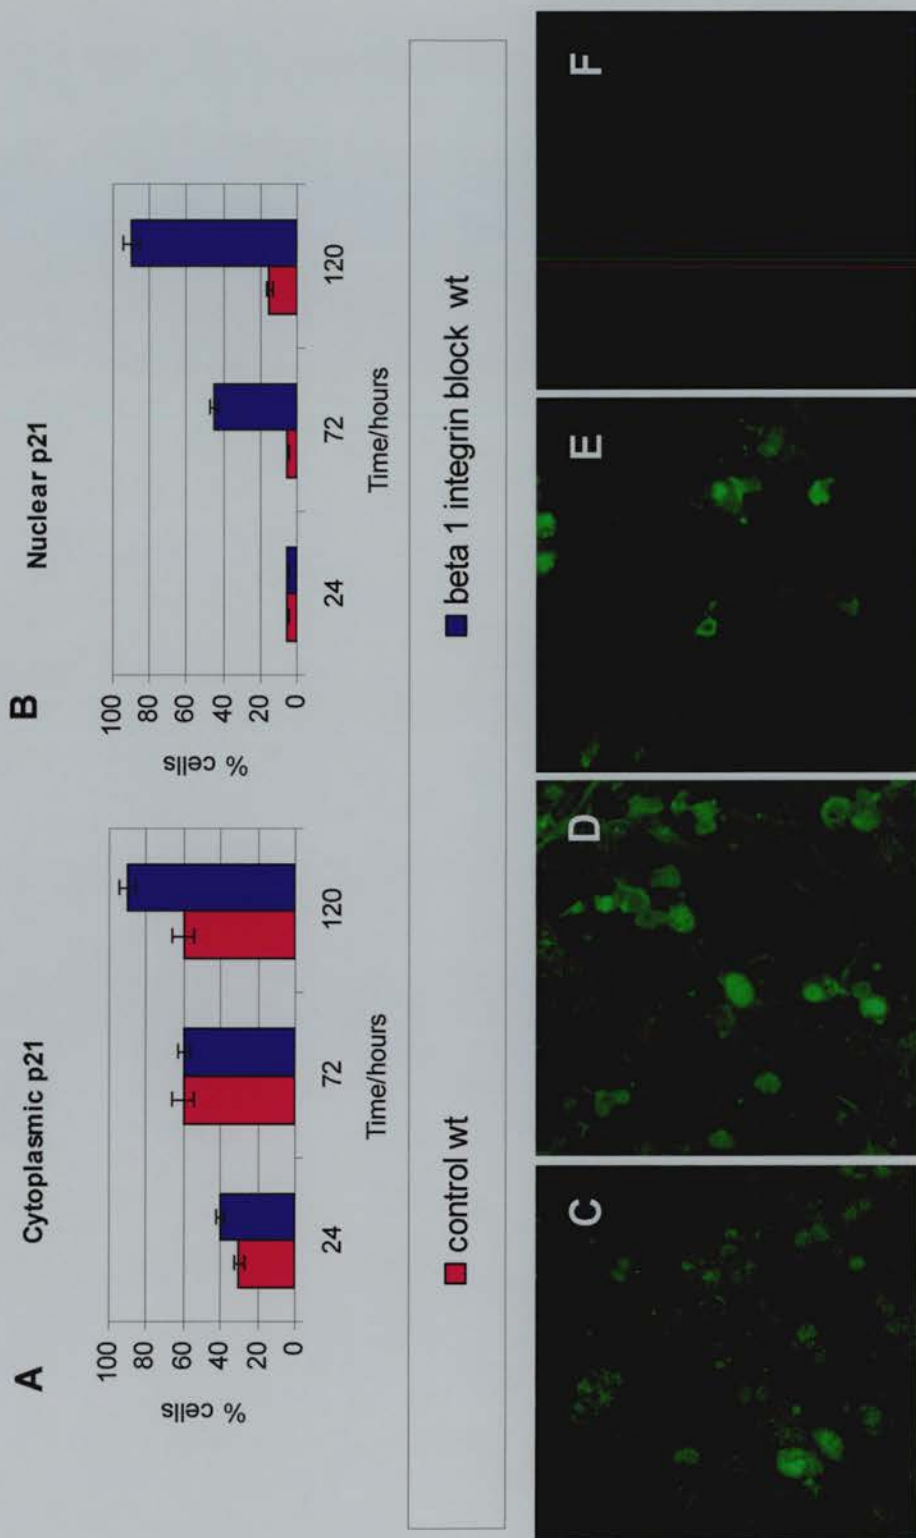 A
Cytoplasmic p21
% cells
100
80
60
40
20
0
24
72
120
Time/hours
B
Nuclear p21
% cells
100
80
60
40
20
0
24
72
120
Time/hours
control wt
beta 1 integrin block wt
C
D
E
F